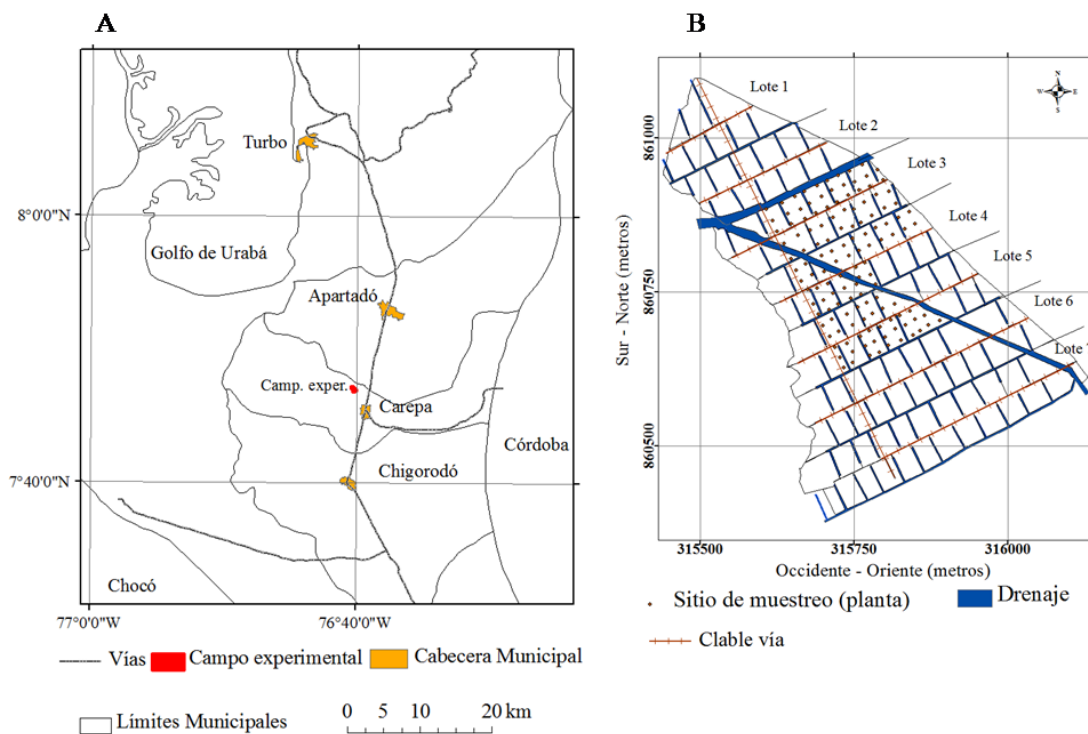 A
Turbo
8°0'0"N
Golfo de Urabá
Apartadó
Camp. exper.
Carepa
Córdoba
Chigorodó
7°40'0"N
Chocó
77°0'0"W
76°40'0"W
Vías
Campo experimental
Cabecera Municipal
Límites Municipales
0 5 10 20 km
B
Lote 1
N
W
E
S
Lote 2
861000
Lote 3
Lote 4
Lote 5
860750
Lote 6
Lote 7
860500
Sur - Norte (metros)
315500
315750
316000
Occidente - Oriente (metros)
Sitio de muestreo (planta)
Drenaje
Clable vía